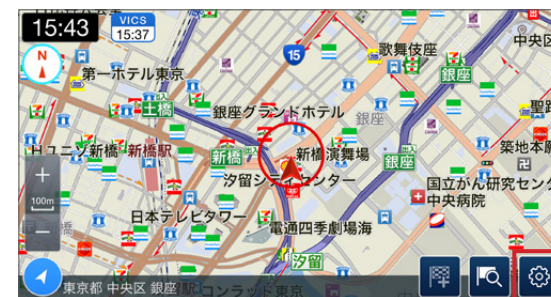 15:43
VICS
15:37
N
15
歌舞伎座
中央区
第一ホテル東京
銀座
土橋
銀座グランドホテル
銀座
聖路
ユニゾ新橋
新橋駅
新橋
新橋演舞場
銀座
築地本願
汐留シティセンター
国立がん研究セン
中央病院
100m
日本テレビタワー
電通四季劇場海
汐留
東京都 中央区 銀座
駅
コンラッド東京